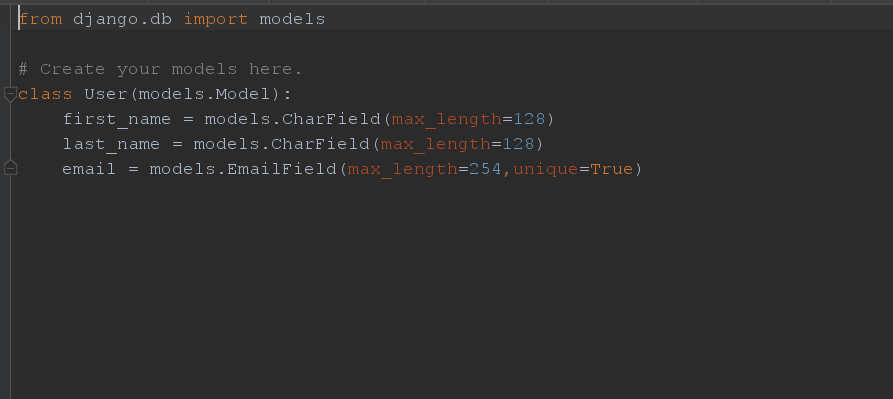 from django.db import models
# Create your models here.
class User(models.Model):
    first_name = models.CharField(max_length=128)
    last_name = models.CharField(max_length=128)
    email = models.EmailField(max_length=254,unique=True)